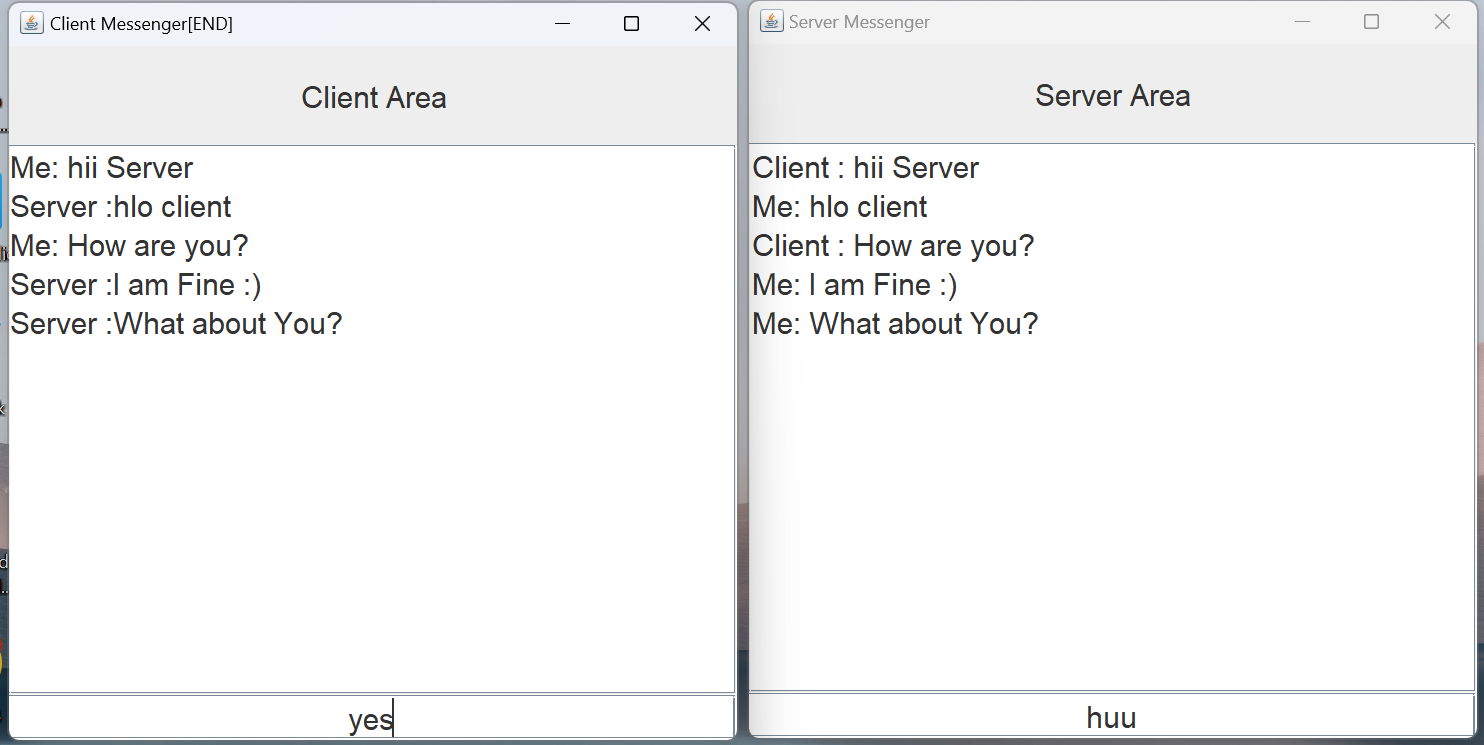 Client Messenger[END]
Client Area
Me: hii Server
Server :hlo client
Me: How are you?
Server :I am Fine :)
Server :What about You?
yes
Server Messenger
Server Area
Client : hii Server
Me: hlo client
Client : How are you?
Me: I am Fine :)
Me: What about You?
huu